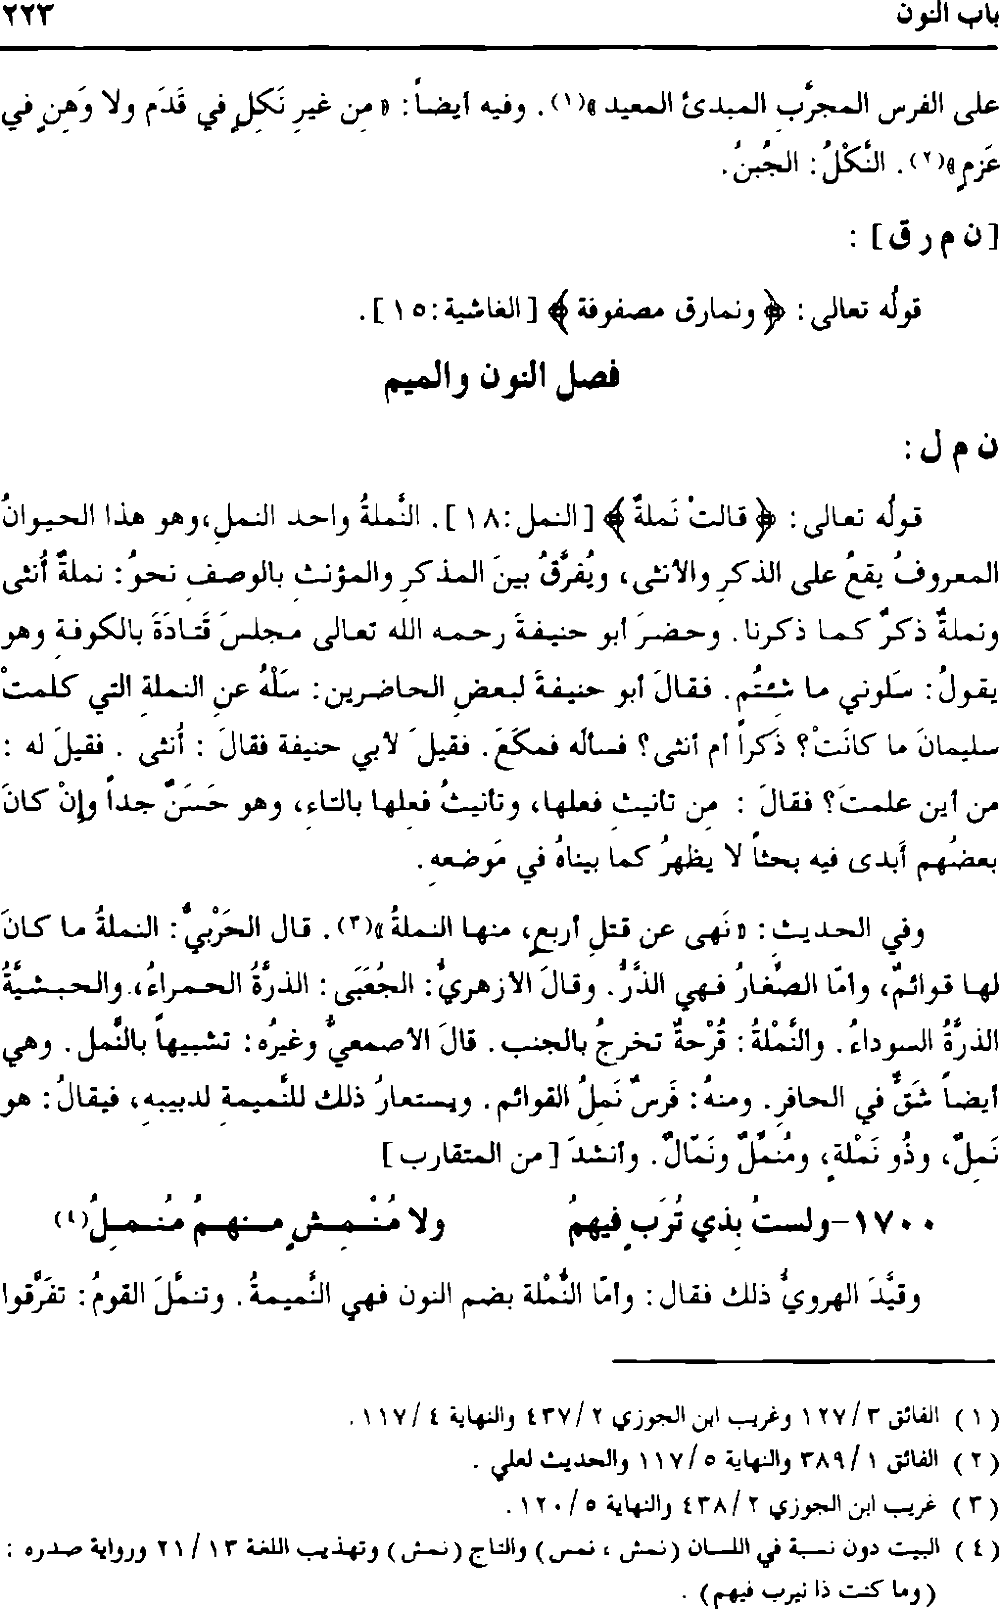 باب النون ٢٢٣
على الفرس المجرَّب المبدئ المعيد »(١). وفيه أيضاً: « مِن غيرِ نَكِلٍ في قَدَم ولا وَهِنٍ في
عَزمٍ »(٢). النَّكْلُ: الجُبنُ.
[ن م ر ق] :
قولُه تعالى: ﴿ ونمارق مصفوفة ﴾ [الغاشية:١٥].
فصل النون والميم
ن م ل :
قولُه تعالى: ﴿ قالتْ نَملةٌ ﴾ [النمل:١٨]. النَّملةُ واحد النملِ،وهو هذا الحيوانُ
المعروفُ يقعُ على الذكرِ والأنثى، ويُفرَّقُ بينَ المذكرِ والمؤنثِ بالوصفِ نحوُ: نملةٌ أُنثى
ونملةٌ ذكرٌ كما ذكرنا. وحضرَ أبو حنيفةَ رحمه الله تعالى مجلسَ قَتادَةَ بالكوفةِ وهو
يقولُ: سَلوني ما شئتُم. فقالَ أبو حنيفةَ لبعضِ الحاضرين: سَلْهُ عنِ النملةِ التي كلمتْ
سليمانَ ما كانَتْ؟ ذَكراً أم أنثى؟ فسأله فمكَعَ. فقيلَ لأبي حنيفة فقالَ : أُنثى . فقيلَ له :
من أين علمتَ؟ فقالَ : مِن تأنيثِ فعلها، وتأنيثُ فعلها بالتاءِ، وهو حَسَنٌ جداً وإنْ كانَ
بعضُهم أَبدى فيه بحثاً لا يظهرُ كما بيناهُ في مَوضعهِ.
وفي الحديثِ: « نَهى عن قتلِ أربعٍ، منها النملةُ »(٣). قال الحَرْبيُّ: النملةُ ما كانَ
لها قوائمٌ، وأمّا الصِّغارُ فهي الذَّرُّ. وقالَ الأزهريُّ: الجُعَبَى: الذرَّةُ الحمراءُ، والحبشيَّةُ
الذرَّةُ السوداءُ. والنَّمْلةُ: قُرْحةٌ تخرجُ بالجنب. قالَ الأصمعيُّ وغيرُه: تشبيهاً بالنَّمل. وهي
أيضاً شَقٌّ في الحافرِ. ومنهُ: فَرَسٌ نَمِلُ القوائم. ويستعارُ ذلك للنَّميمةِ لدبيبهِ، فيقالُ: هو
نَمِلٌ، وذُو نَمْلةٍ، ومُنمِّلٌ ونَمّالٌ. وأنشدَ [من المتقارب]
١٧٠٠-ولستُ بِذي تُرَبٍ فيهمُ ولا مُنْمِشٍ منهمُ مُنمِلُ(٤)
وقيَّدَ الهرويُّ ذلك فقال: وأمّا النُّمْلة بضم النون فهي النَّميمةُ. وتنمَّلَ القومُ: تفرَّقوا
(١) الفائق ٣/ ١٢٧ وغريب ابن الجوزي ٢/ ٤٣٧ والنهاية ٤/ ١١٧.
(٢) الفائق ١/ ٣٨٩ والنهاية ٥/ ١١٧ والحديث لعلي .
(٣) غريب ابن الجوزي ٢/ ٤٣٨ والنهاية ٥/ ١٢٠.
(٤) البيت دون نسبة في اللسان (نمش ، نمس) والتاج (نمش) وتهذيب اللغة ١٣/ ٢١ ورواية صدره :
(وما كنت ذا نيرب فيهم) .